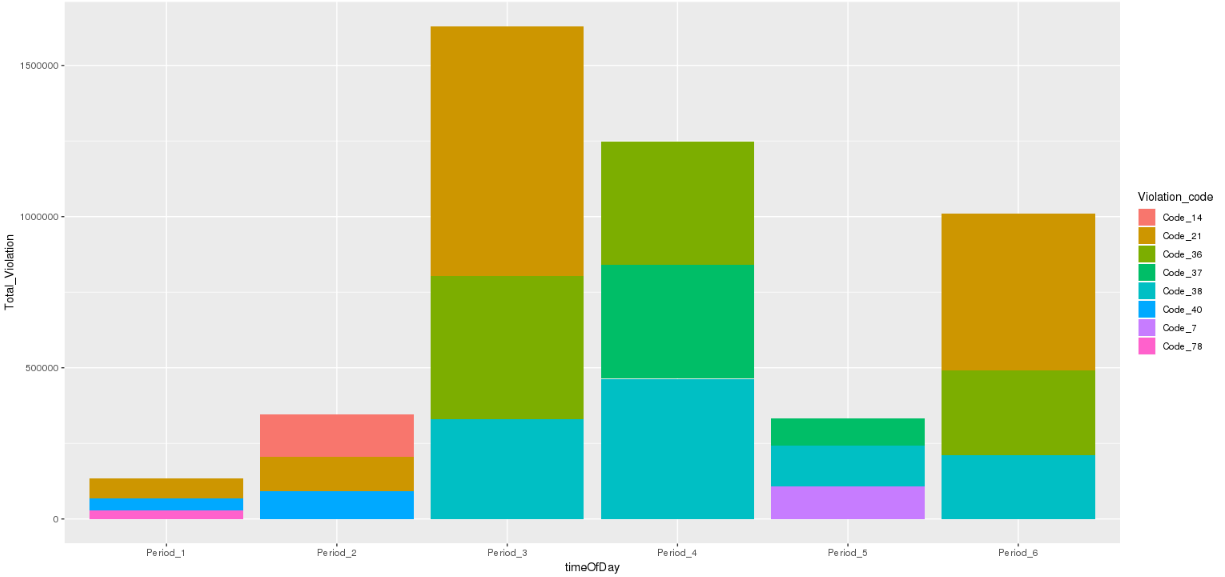 Total_Violation
1500000
1000000
500000
0
Period_1 Period_2 Period_3 Period_4 Period_5 Period_6
timeOfDay
Violation_code
Code_14
Code_21
Code_36
Code_37
Code_38
Code_40
Code_7
Code_78